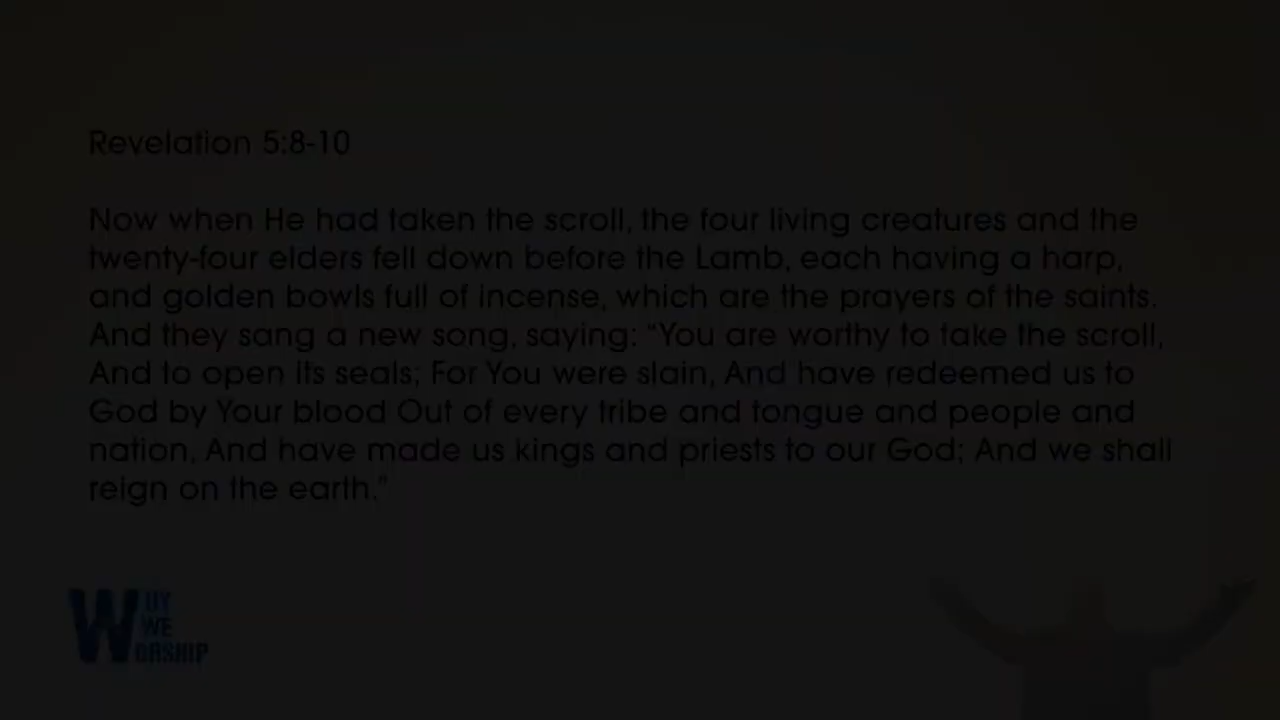 Revelation 5:8-10
Now when He had taken the scroll, the four living creatures and the
twenty-four elders fell down before the Lamb, each having a harp,
and golden bowls full of incense, which are the prayers of the saints.
And they sang a new song, saying: “You are worthy to take the scroll,
And to open its seals; For You were slain, And have redeemed us to
God by Your blood Out of every tribe and tongue and people and
nation, And have made us kings and priests to our God; And we shall
reign on the earth.”
WHY
WE
WORSHIP